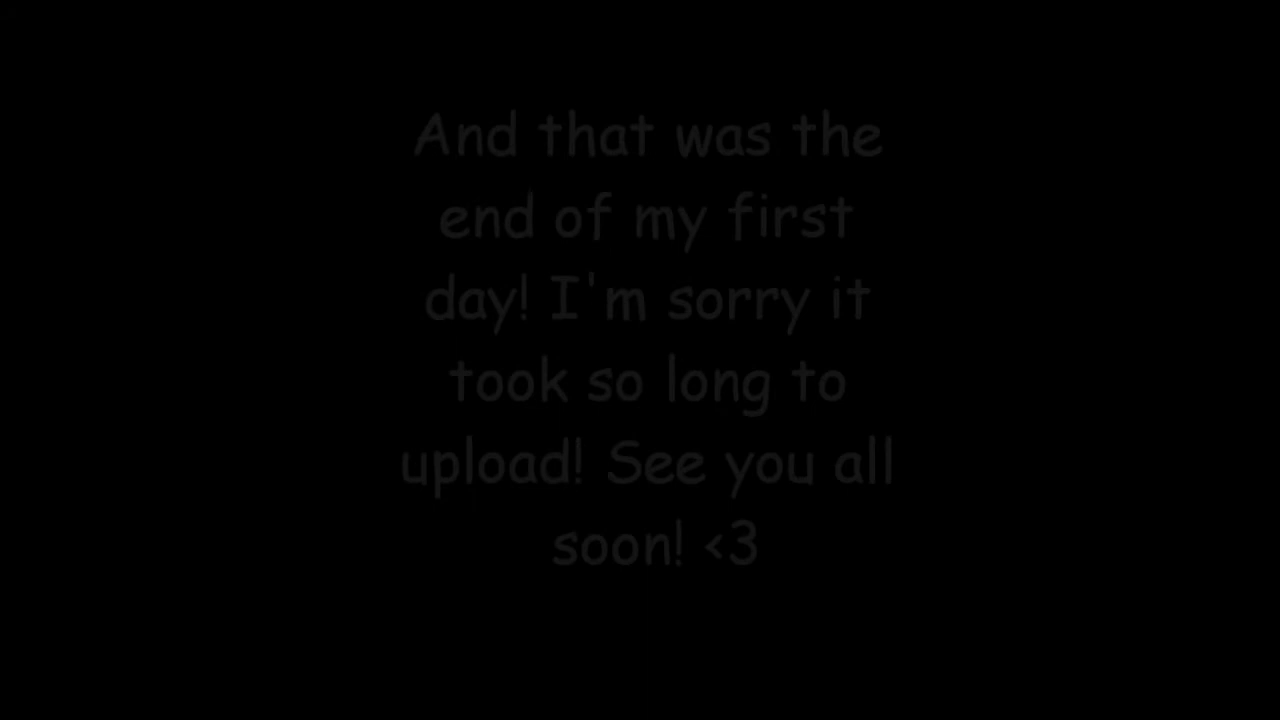 And that was the
end of my first
day! I'm sorry it
took so long to
upload! See you all
soon! <3